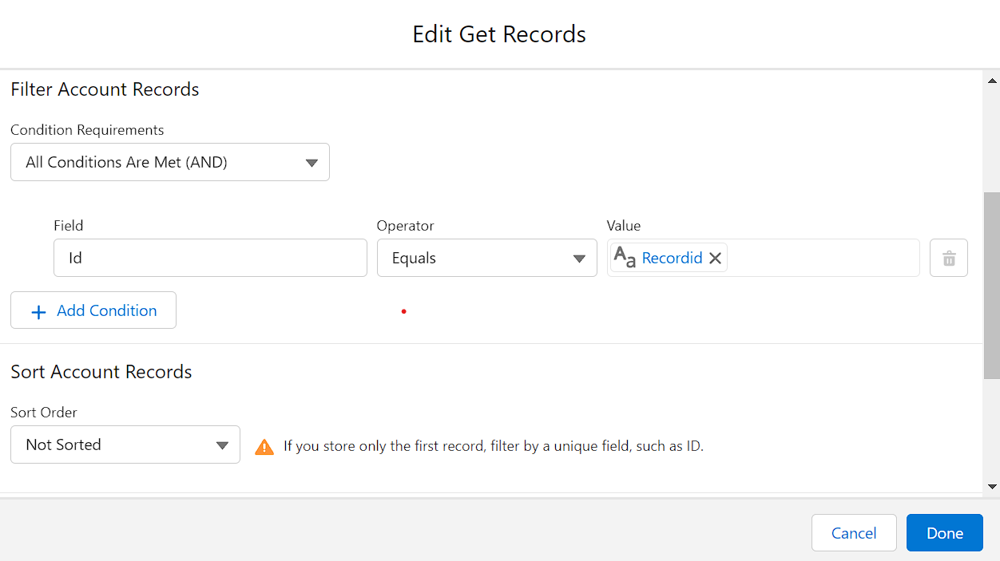 Edit Get Records
Filter Account Records
Condition Requirements
All Conditions Are Met (AND)
Field Operator Value
Id Equals Aa Recordid
+ Add Condition
Sort Account Records
Sort Order
Not Sorted If you store only the first record, filter by a unique field, such as ID.
Cancel Done